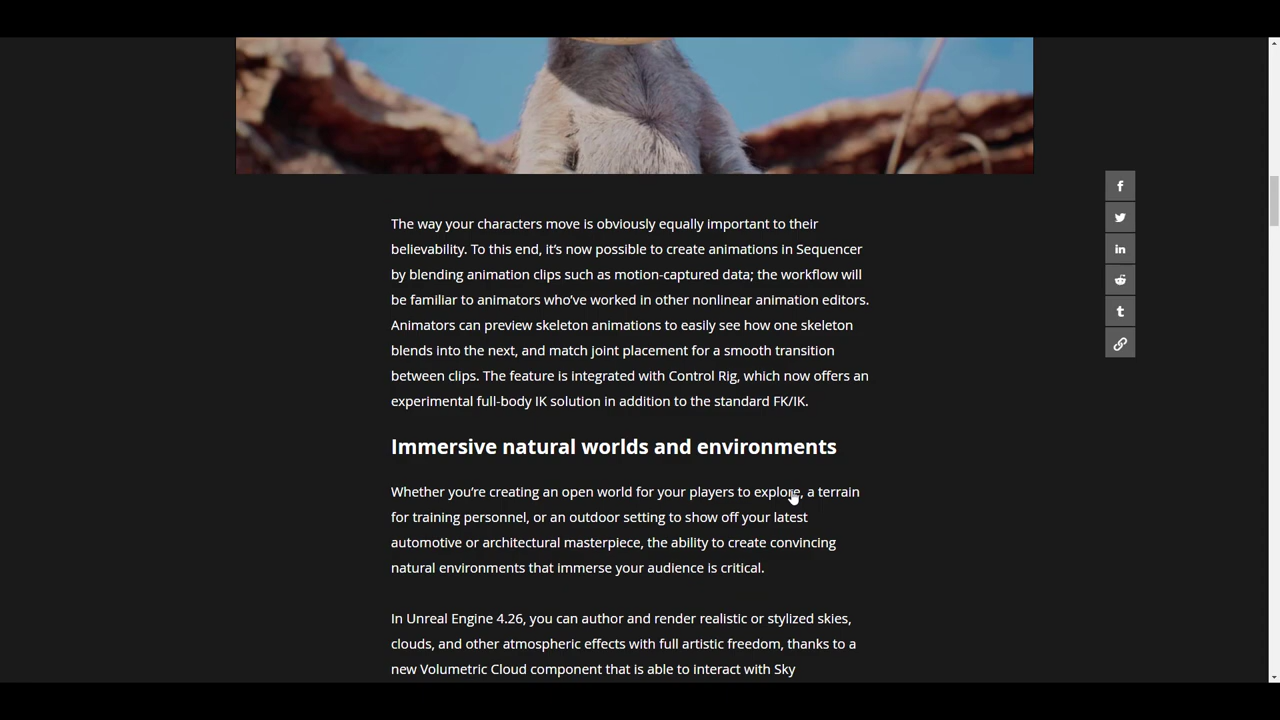 The way your characters move is obviously equally important to their
believability. To this end, it's now possible to create animations in Sequencer
by blending animation clips such as motion-captured data; the workflow will
be familiar to animators who've worked in other nonlinear animation editors.
Animators can preview skeleton animations to easily see how one skeleton
blends into the next, and match joint placement for a smooth transition
between clips. The feature is integrated with Control Rig, which now offers an
experimental full-body IK solution in addition to the standard FK/IK.
Immersive natural worlds and environments
Whether you're creating an open world for your players to explore, a terrain
for training personnel, or an outdoor setting to show off your latest
automotive or architectural masterpiece, the ability to create convincing
natural environments that immerse your audience is critical.
In Unreal Engine 4.26, you can author and render realistic or stylized skies,
clouds, and other atmospheric effects with full artistic freedom, thanks to a
new Volumetric Cloud component that is able to interact with Sky